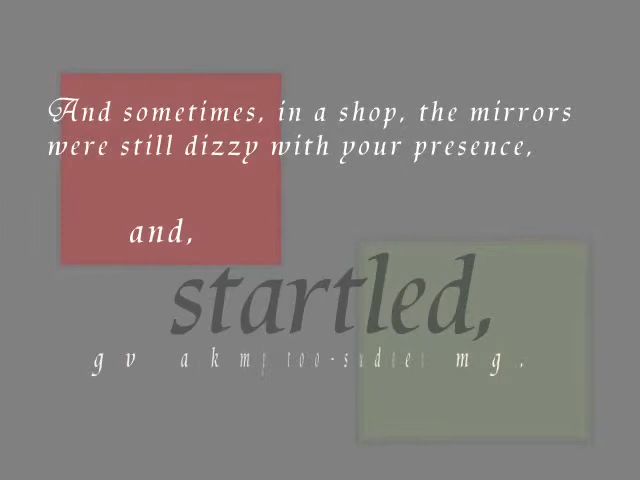 And sometimes, in a shop, the mirrors
were still dizzy with your presence,
and,
startled,